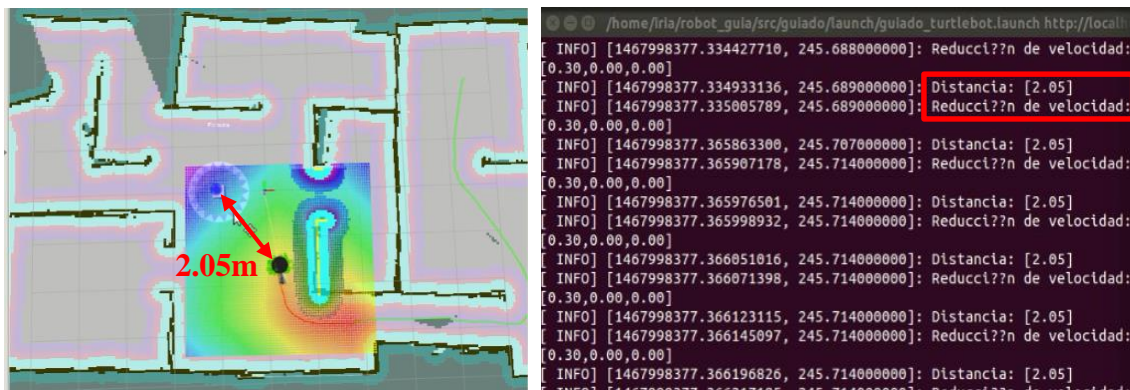 2.05m
/home/iria/robot_guia/src/guiado/launch/guiado_turtlebot.launch http://localh
[ INFO] [1467998377.334427710, 245.688000000]: Reducci??n de velocidad:
[0.30,0.00,0.00]
[ INFO] [1467998377.334933136, 245.689000000]: Distancia: [2.05]
[ INFO] [1467998377.335005789, 245.689000000]: Reducci??n de velocidad:
[0.30,0.00,0.00]
[ INFO] [1467998377.365863300, 245.707000000]: Distancia: [2.05]
[ INFO] [1467998377.365907178, 245.714000000]: Reducci??n de velocidad:
[0.30,0.00,0.00]
[ INFO] [1467998377.365976501, 245.714000000]: Distancia: [2.05]
[ INFO] [1467998377.365999532, 245.714000000]: Reducci??n de velocidad:
[0.30,0.00,0.00]
[ INFO] [1467998377.366051016, 245.714000000]: Distancia: [2.05]
[ INFO] [1467998377.366071398, 245.714000000]: Reducci??n de velocidad:
[0.30,0.00,0.00]
[ INFO] [1467998377.366123115, 245.714000000]: Distancia: [2.05]
[ INFO] [1467998377.366145097, 245.714000000]: Reducci??n de velocidad:
[0.30,0.00,0.00]
[ INFO] [1467998377.366196826, 245.714000000]: Distancia: [2.05]